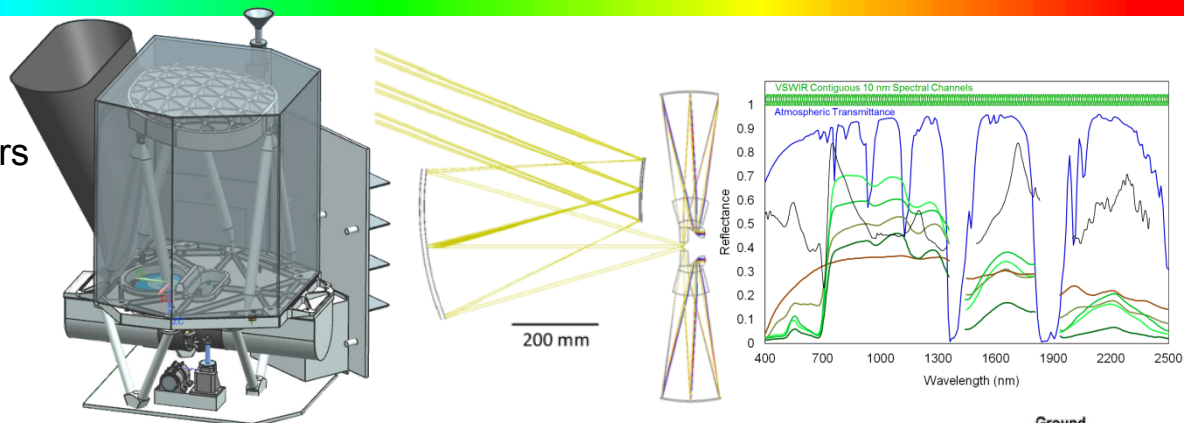 rs
200 mm
VSWIR Contiguous 10 nm Spectral Channels
Atmospheric Transmittance
1
0.9
0.8
0.7
0.6
0.5
0.4
0.3
0.2
0.1
0
Reflectance
400 700 1000 1300 1600 1900 2200 2500
Wavelength (nm)
Ground